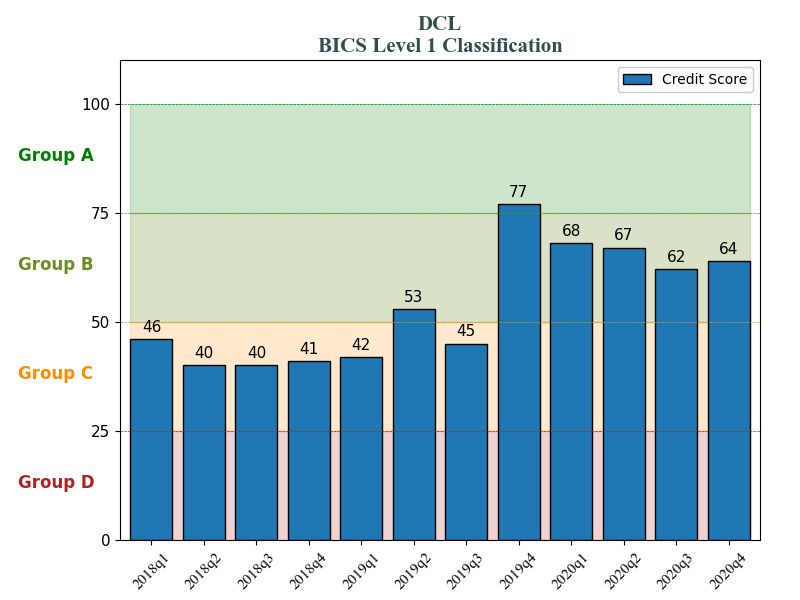 DCL
BICS Level 1 Classification
Credit Score
100
Group A
77
75
68
67
64
62
Group B
53
50
46
45
42
41
40
40
Group C
25
Group D
0
2018q1
2018q2
2018q3
2018q4
2019q1
2019q2
2019q3
2019q4
2020q1
2020q2
2020q3
2020q4